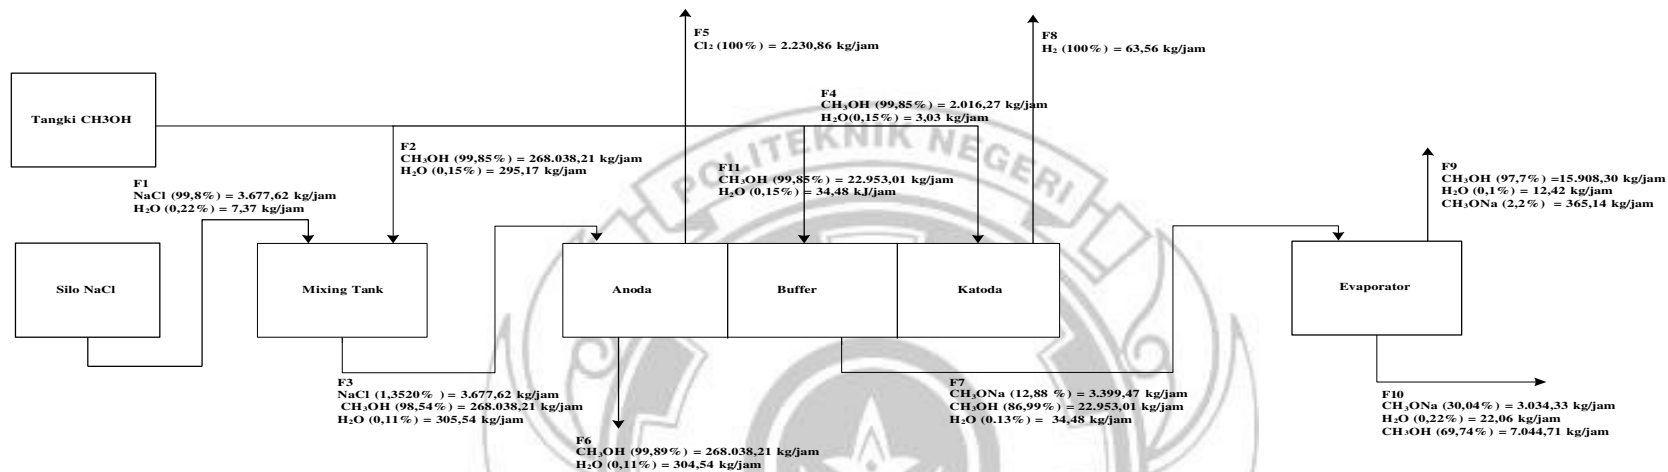 F5
Cl₂ (100%) = 2.230,86 kg/jam
F8
H₂ (100%) = 63,56 kg/jam
Tangki CH3OH
F4
CH₃OH (99,85%) = 2.016,27 kg/jam
H₂O(0,15%) = 3,03 kg/jam
F2
CH₃OH (99,85%) = 268.038,21 kg/jam
H₂O (0,15%) = 295,17 kg/jam
F11
CH₃OH (99,85%) = 22.953,01 kg/jam
H₂O (0,15%) = 34,48 kJ/jam
F9
CH₃OH (97,7%) =15.908,30 kg/jam
H₂O (0,1%) = 12,42 kg/jam
CH₃ONa (2,2%) = 365,14 kg/jam
F1
NaCl (99,8%) = 3.677,62 kg/jam
H₂O (0,22%) = 7,37 kg/jam
POLITEKNIK NEGERI
Silo NaCl
Mixing Tank
Anoda
Buffer
Katoda
Evaporator
F3
NaCl (1,3520% ) = 3.677,62 kg/jam
CH₃OH (98,54%) = 268.038,21 kg/jam
H₂O (0,11%) = 305,54 kg/jam
F7
CH₃ONa (12,88 %) = 3.399,47 kg/jam
CH₃OH (86,99%) = 22.953,01 kg/jam
H₂O (0.13%) = 34,48 kg/jam
F10
CH₃ONa (30,04%) = 3.034,33 kg/jam
H₂O (0,22%) = 22,06 kg/jam
CH₃OH (69,74%) = 7.044,71 kg/jam
F6
CH₃OH (99,89%) = 268.038,21 kg/jam
H₂O (0,11%) = 304,54 kg/jam